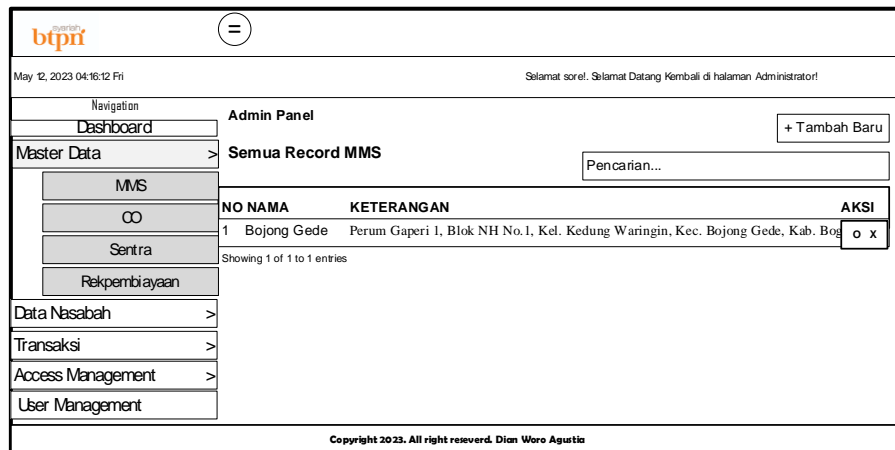 syariah
btpn
=
May 12, 2023 04:16:12 Fri
Selamat sore!. Selamat Datang Kembali di halaman Administrator!
Navigation
Dashboard
Master Data >
MMS
CO
Sentra
Rekpembiayaan
Data Nasabah >
Transaksi >
Access Management >
User Management
Admin Panel
+ Tambah Baru
Semua Record MMS
Pencarian...
NO NAMA KETERANGAN AKSI
1 Bojong Gede Perum Gaperi 1, Blok NH No.1, Kel. Kedung Waringin, Kec. Bojong Gede, Kab. Bog
O X
Showing 1 of 1 to 1 entries
Copyright 2023. All right reseverd. Dian Woro Agustia